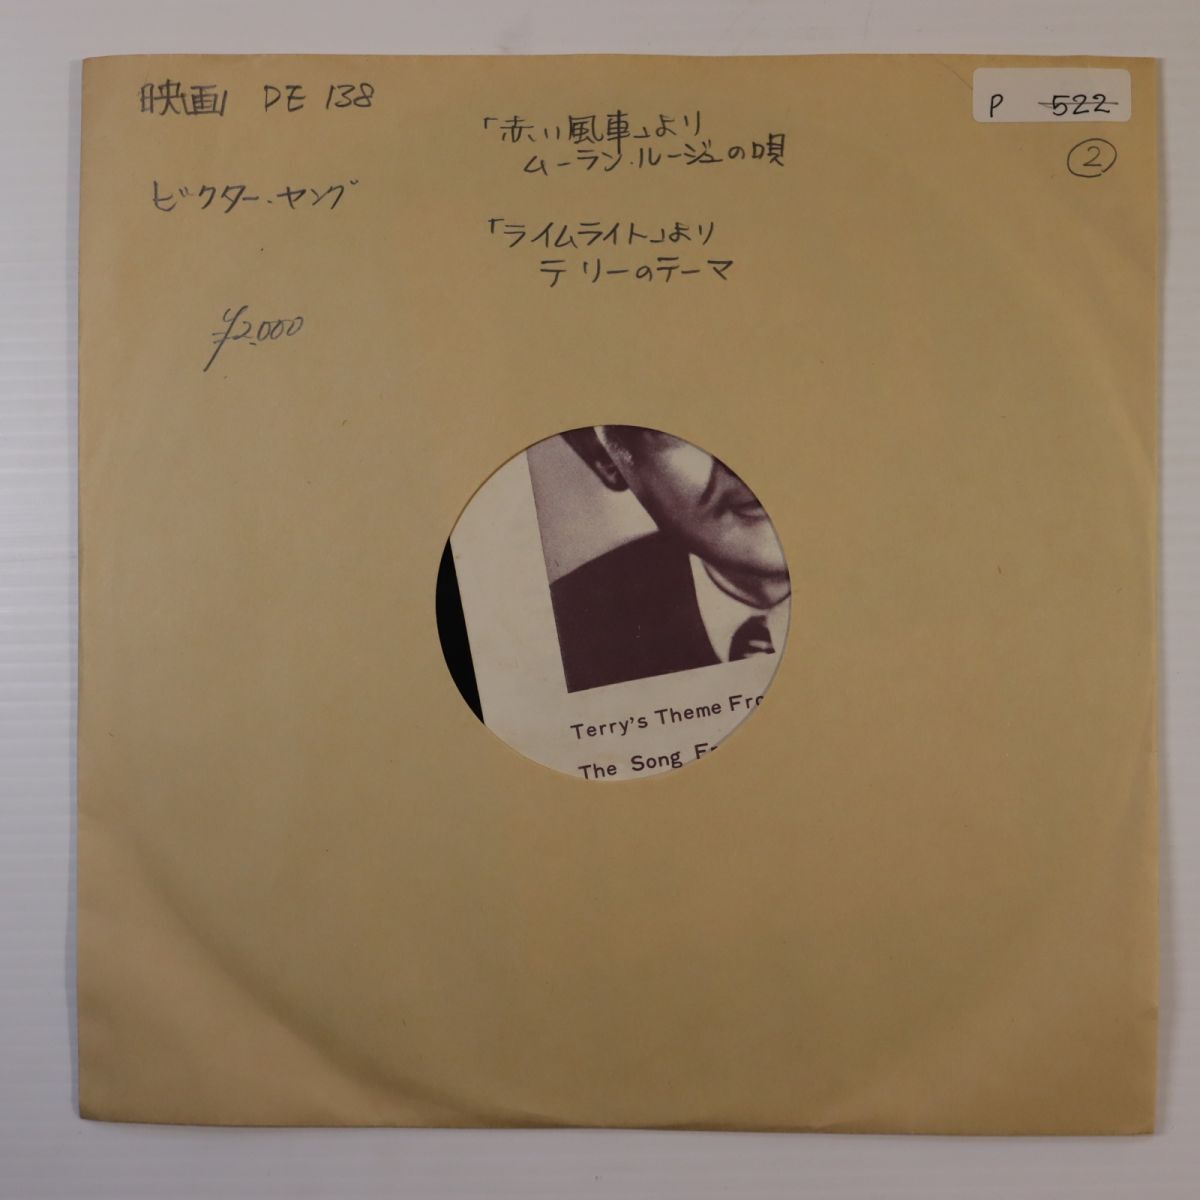 映画 DE 138
「赤い風車」より
ムーラン・ルージュの唄
ビクター・ヤング
「ライムライト」より
テリーのテーマ
¥2.000
P 522
2
Terry's Theme Fro
The Song F